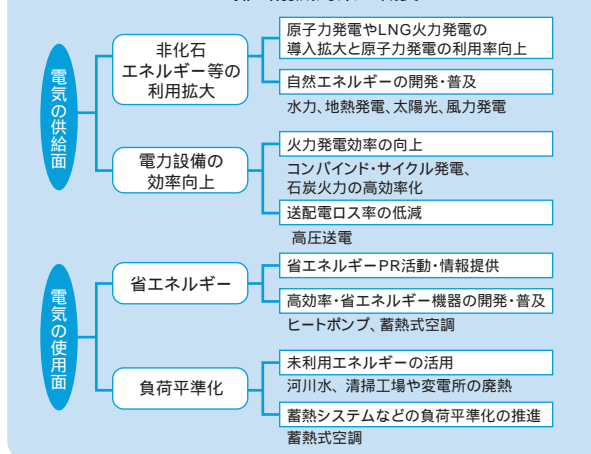 電気の供給面
非化石
エネルギー等の
利用拡大
原子力発電やLNG火力発電の
導入拡大と原子力発電の利用率向上
自然エネルギーの開発・普及
水力、地熱発電、太陽光、風力発電
電力設備の
効率向上
火力発電効率の向上
コンバインド・サイクル発電、
石炭火力の高効率化
送配電ロス率の低減
高圧送電
電気の使用面
省エネルギー
省エネルギーPR活動・情報提供
高効率・省エネルギー機器の開発・普及
ヒートポンプ、蓄熱式空調
負荷平準化
未利用エネルギーの活用
河川水、清掃工場や変電所の廃熱
蓄熱システムなどの負荷平準化の推進
蓄熱式空調